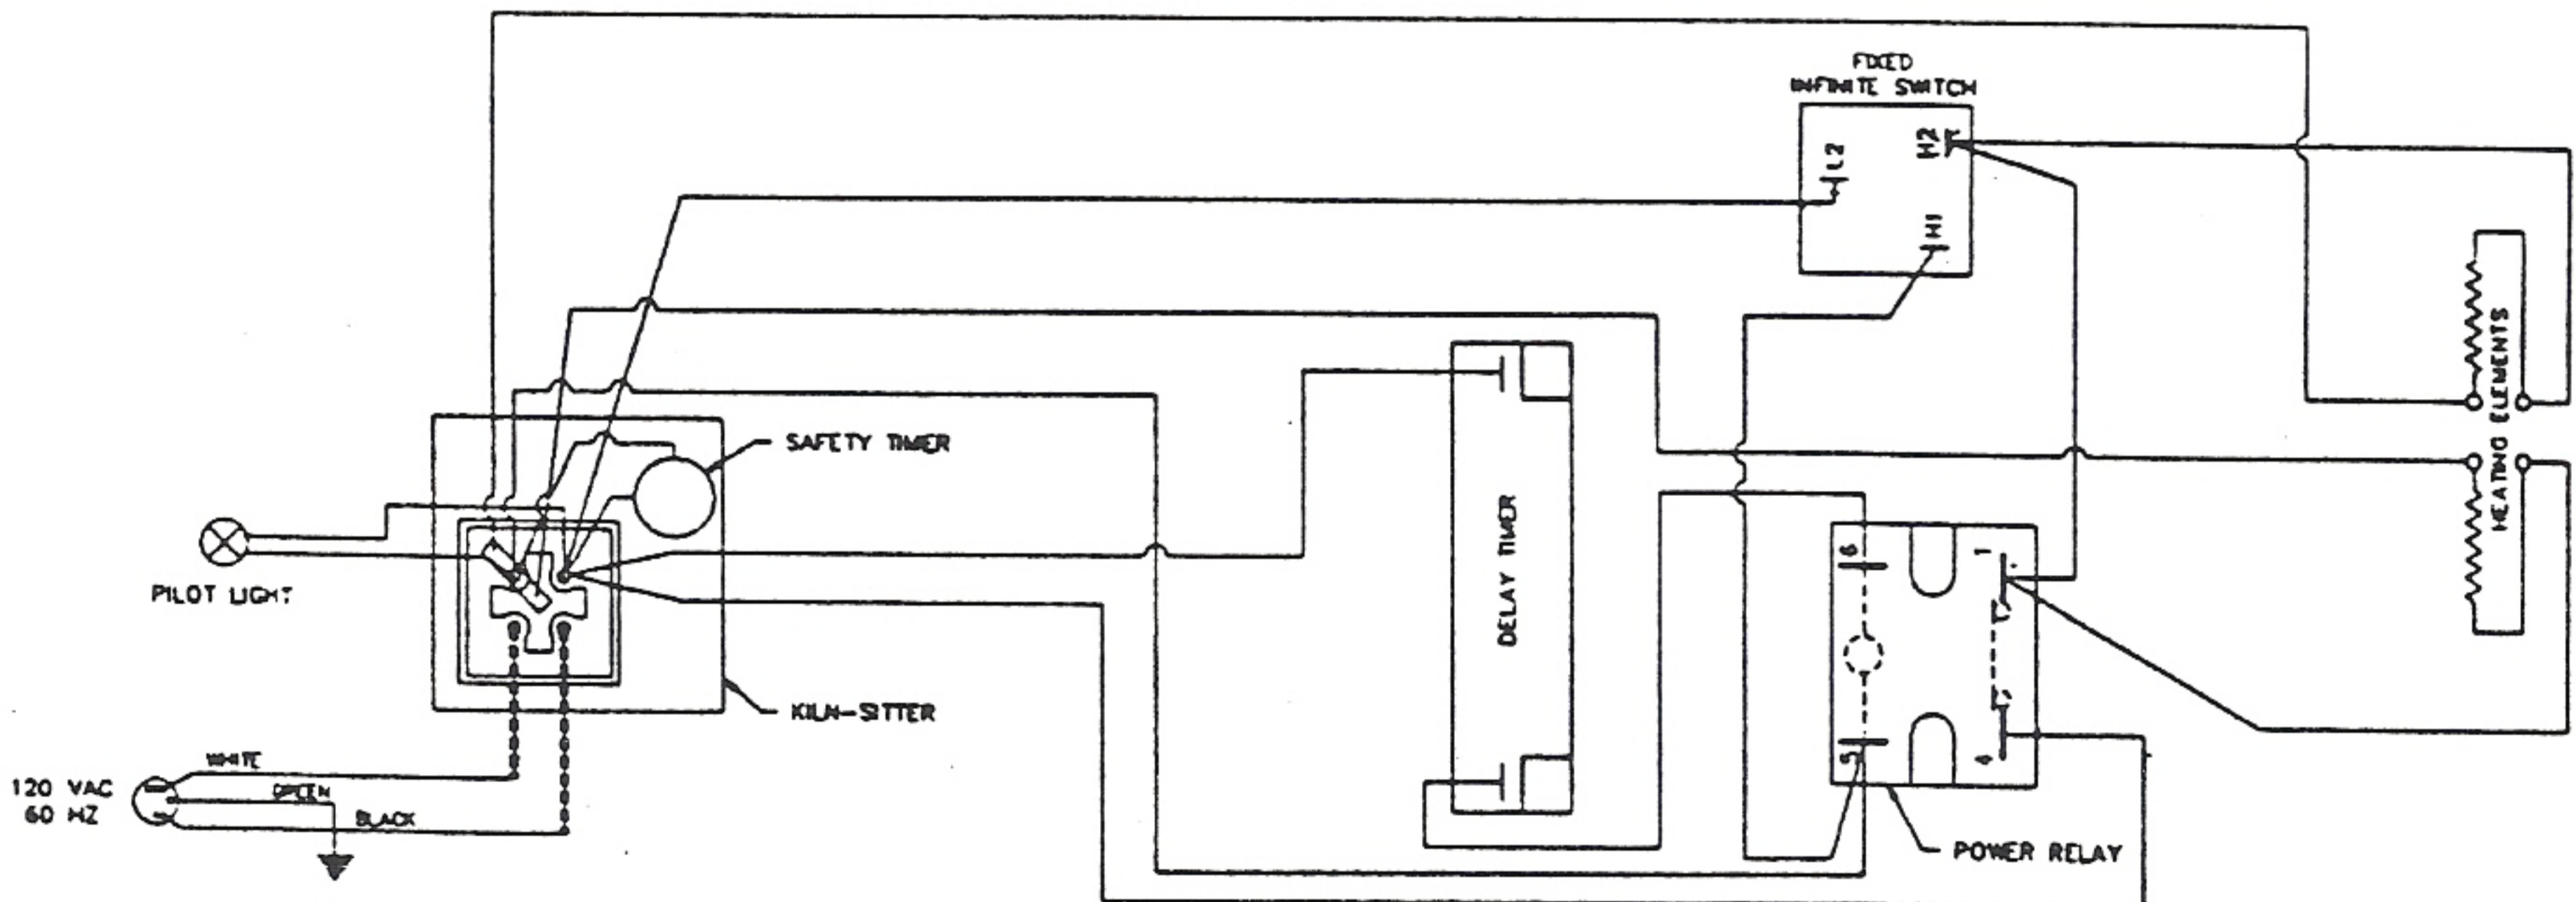 FIXED
INFINITE SWITCH
L2
H2
H1
SAFETY TIMER
PILOT LIGHT
KILN-SITTER
120 VAC
60 HZ
WHITE
GREEN
BLACK
DELAY TIMER
6
1
5
4
POWER RELAY
HEATING ELEMENTS